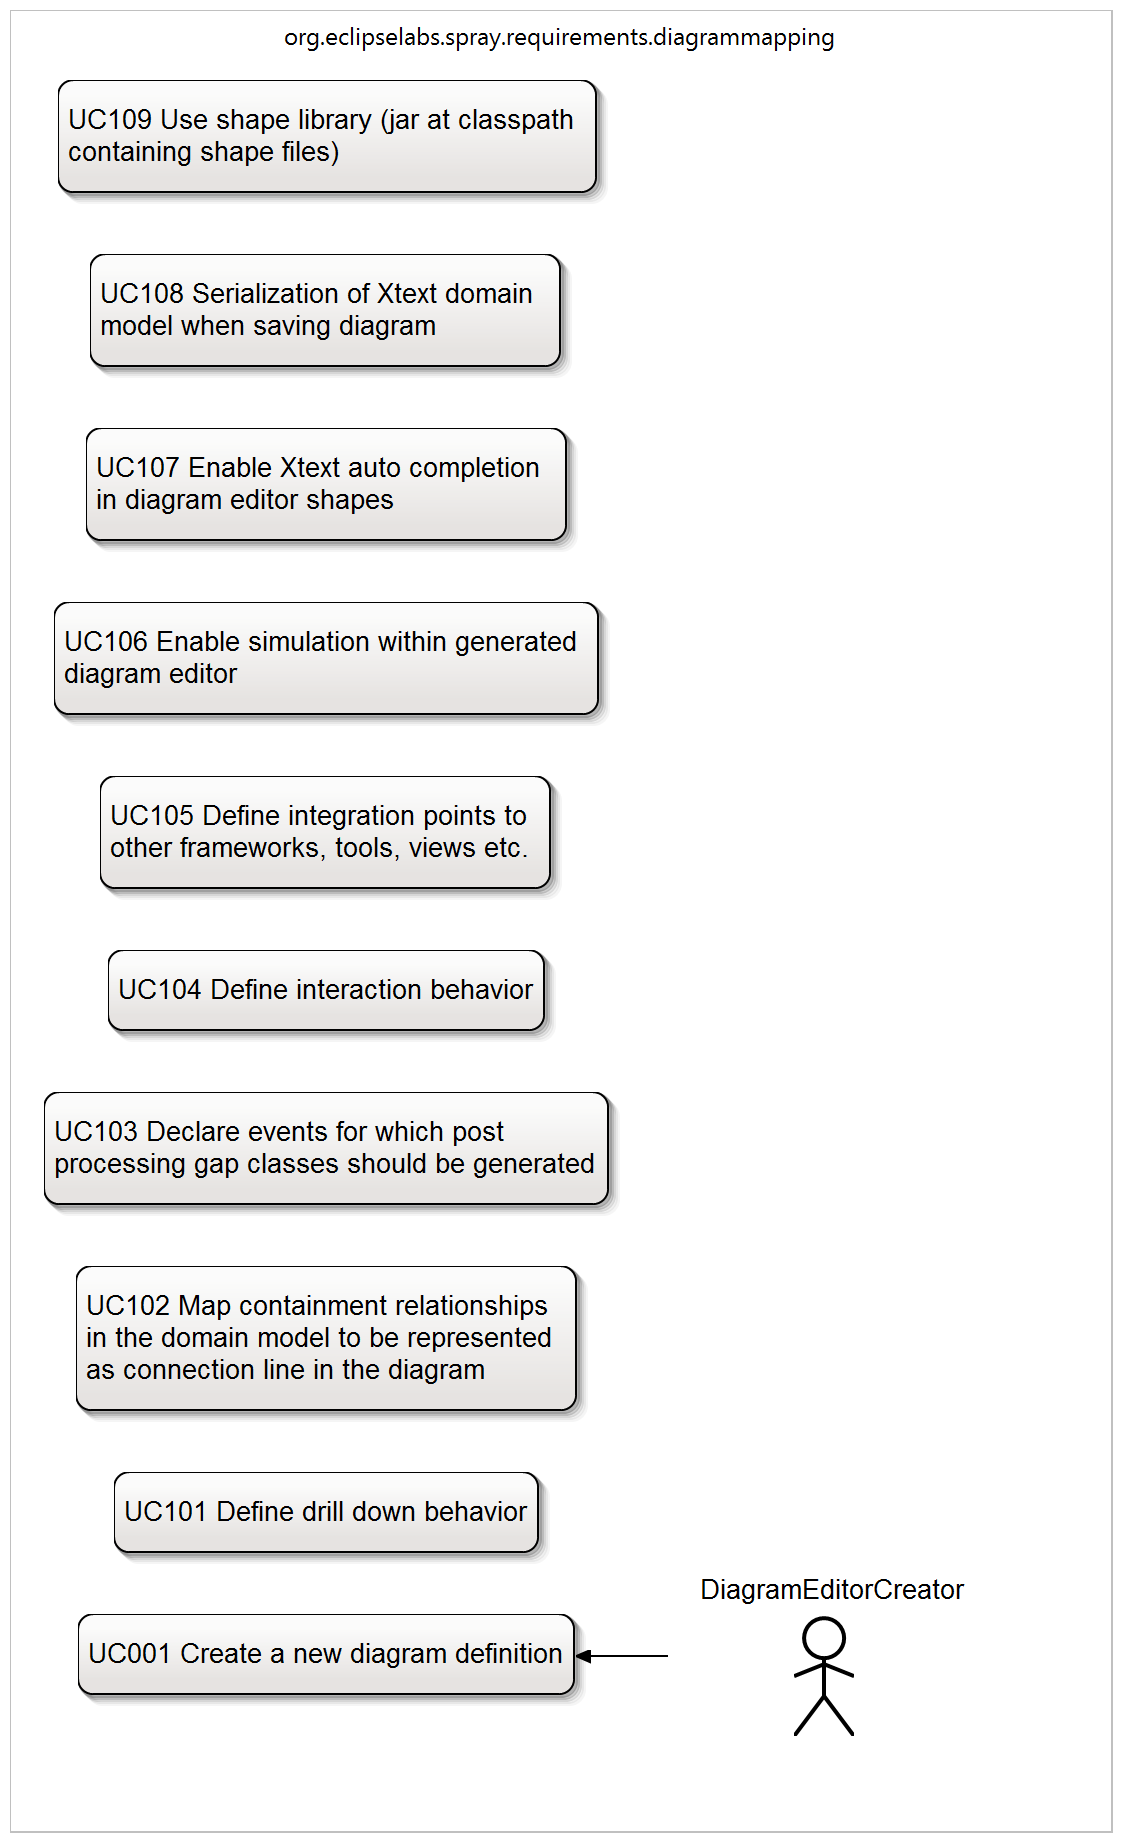 org.eclipselabs.spray.requirements.diagrammapping
UC109 Use shape library (jar at classpath
containing shape files)
UC108 Serialization of Xtext domain
model when saving diagram
UC107 Enable Xtext auto completion
in diagram editor shapes
UC106 Enable simulation within generated
diagram editor
UC105 Define integration points to
other frameworks, tools, views etc.
UC104 Define interaction behavior
UC103 Declare events for which post
processing gap classes should be generated
UC102 Map containment relationships
in the domain model to be represented
as connection line in the diagram
UC101 Define drill down behavior
DiagramEditorCreator
UC001 Create a new diagram definition